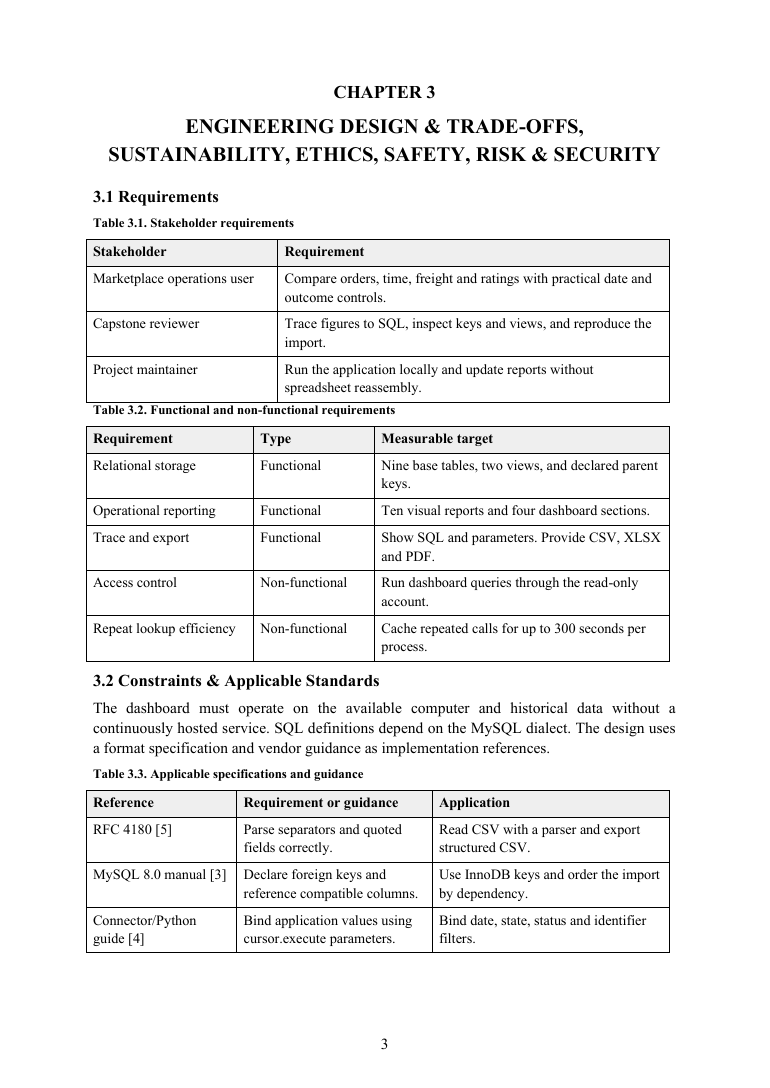 CHAPTER 3
ENGINEERING DESIGN & TRADE-OFFS,
SUSTAINABILITY, ETHICS, SAFETY, RISK & SECURITY
3.1 Requirements
Table 3.1. Stakeholder requirements
Stakeholder Requirement
Marketplace operations user Compare orders, time, freight and ratings with practical date and
outcome controls.
Capstone reviewer Trace figures to SQL, inspect keys and views, and reproduce the
import.
Project maintainer Run the application locally and update reports without
spreadsheet reassembly.
Table 3.2. Functional and non-functional requirements
Requirement Type Measurable target
Relational storage Functional Nine base tables, two views, and declared parent
keys.
Operational reporting Functional Ten visual reports and four dashboard sections.
Trace and export Functional Show SQL and parameters. Provide CSV, XLSX
and PDF.
Access control Non-functional Run dashboard queries through the read-only
account.
Repeat lookup efficiency Non-functional Cache repeated calls for up to 300 seconds per
process.
3.2 Constraints & Applicable Standards
The dashboard must operate on the available computer and historical data without a
continuously hosted service. SQL definitions depend on the MySQL dialect. The design uses
a format specification and vendor guidance as implementation references.
Table 3.3. Applicable specifications and guidance
Reference Requirement or guidance Application
RFC 4180 [5] Parse separators and quoted Read CSV with a parser and export
fields correctly. structured CSV.
MySQL 8.0 manual [3] Declare foreign keys and Use InnoDB keys and order the import
reference compatible columns. by dependency.
Connector/Python Bind application values using Bind date, state, status and identifier
guide [4] cursor.execute parameters. filters.
3